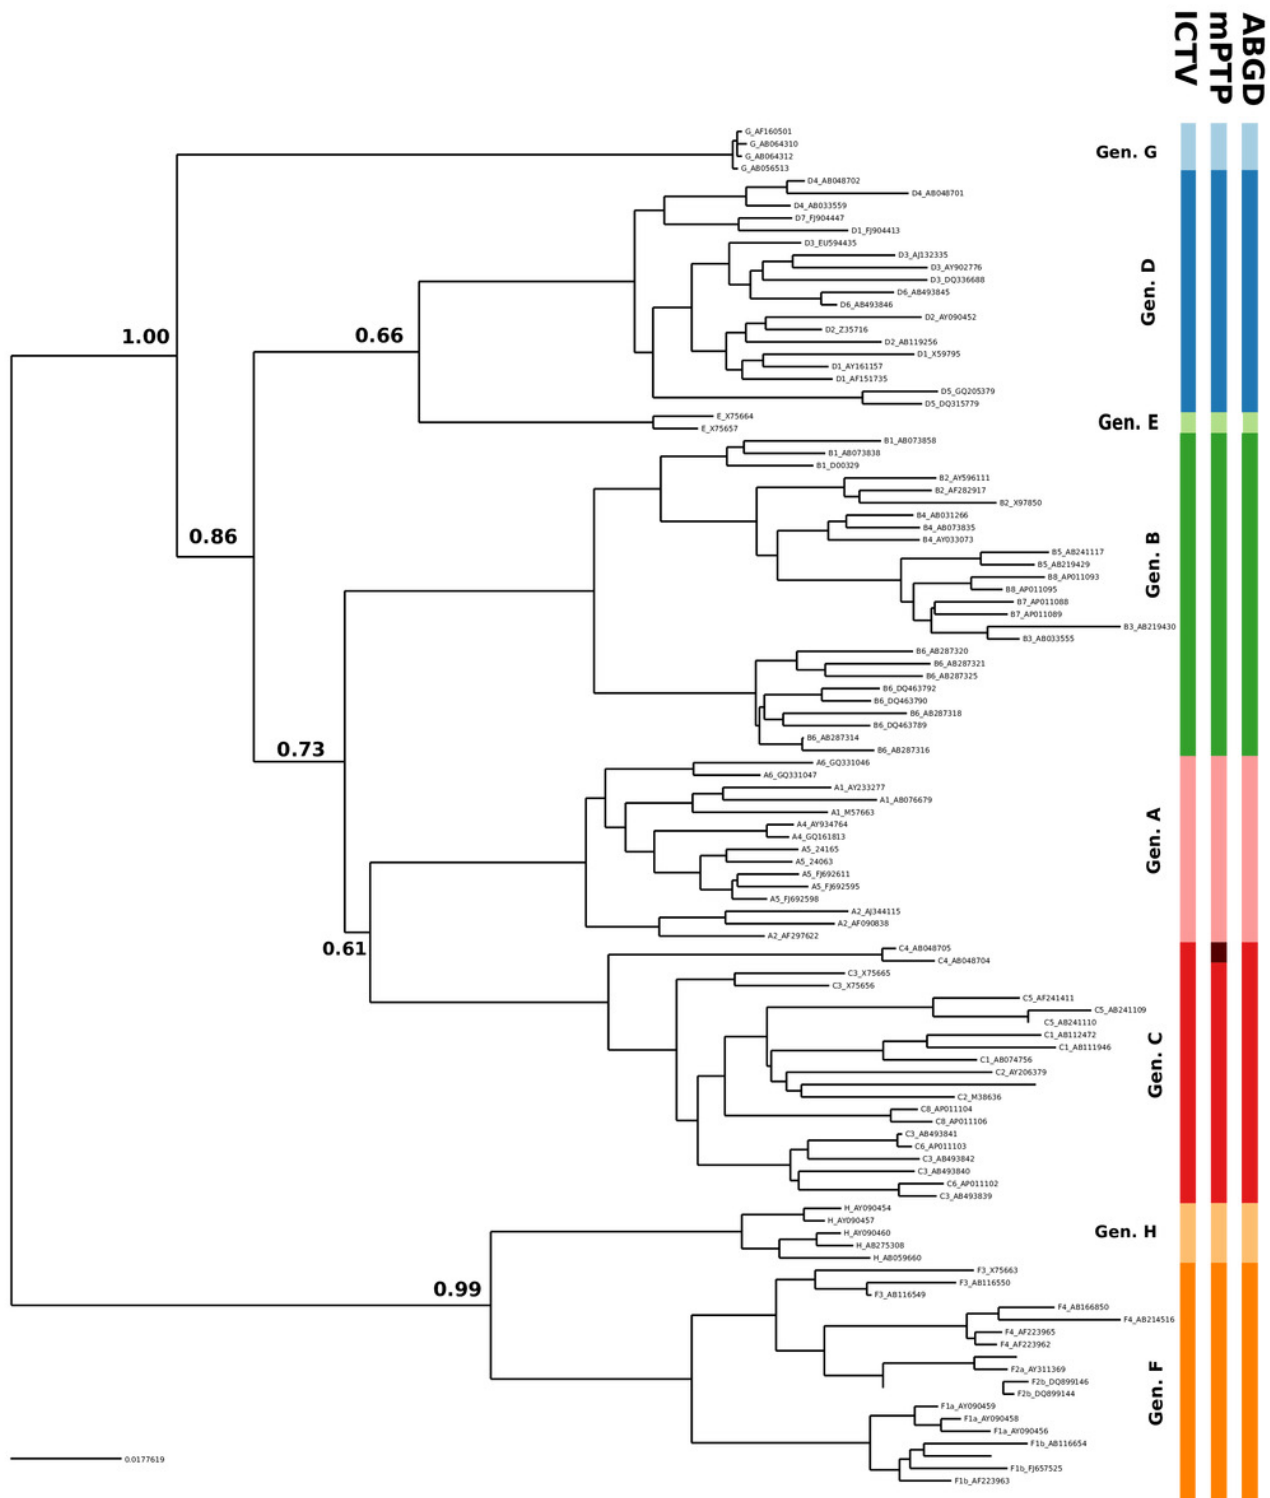 ICTV
mPTP
ABGD
G_AF160501
G_AB064310
Gen. G
G_AB064312
G_AB056513
D4_AB048702
D4_AB048701
D4_AB033559
D7_FJ904447
D1_FJ904413
D3_EU594435
D3_AJ132335
D3_AY902776
D3_DQ336688
Gen. D
D6_AB493845
D6_AB493846
D2_AY090452
D2_Z35716
1.00
0.66
D2_AB119256
D1_X59795
D1_AY161157
D1_AF151735
D5_GQ205379
D5_DQ315779
E_X75664
Gen. E
E_X75657
B1_AB073858
B1_AB073838
B1_D00329
B2_AY596111
B2_AF282917
B2_X97850
B4_AB031266
B4_AB073835
0.86
B4_AY033073
B5_AB241117
Gen. B
B5_AB219429
B8_AP011093
B8_AP011095
B7_AP011088
B7_AP011089
B3_AB219430
B3_AB033555
B6_AB287320
B6_AB287321
B6_AB287325
B6_DQ463792
B6_DQ463790
B6_AB287318
B6_DQ463789
B6_AB287314
0.73
B6_AB287316
A6_GQ331046
A6_GQ331047
A1_AY233277
A1_AB076679
A1_M57663
A4_AY934764
A4_GQ161813
Gen. A
A5_24165
A5_24063
A5_FJ692611
A5_FJ692595
A5_FJ692598
A2_AJ344115
A2_AF090838
A2_AF297622
0.61
C4_AB048705
C4_AB048704
C3_X75665
C3_X75656
C5_AF241411
C5_AB241109
C5_AB241110
C1_AB112472
C1_AB111946
C1_AB074756
Gen. C
C2_AY206379
C2_M38636
C8_AP011104
C8_AP011106
C3_AB493841
C6_AP011103
C3_AB493842
C3_AB493840
C6_AP011102
C3_AB493839
H_AY090454
H_AY090457
Gen. H
H_AY090460
H_AB275308
H_AB059660
F3_X75663
F3_AB116550
0.99
F3_AB116549
F4_AB166850
F4_AB214516
F4_AF223965
F4_AF223962
F2a_AY311369
F2b_DQ899146
Gen. F
F2b_DQ899144
F1a_AY090459
F1a_AY090458
F1a_AY090456
F1b_AB116654
0.0177619
F1b_FJ657525
F1b_AF223963